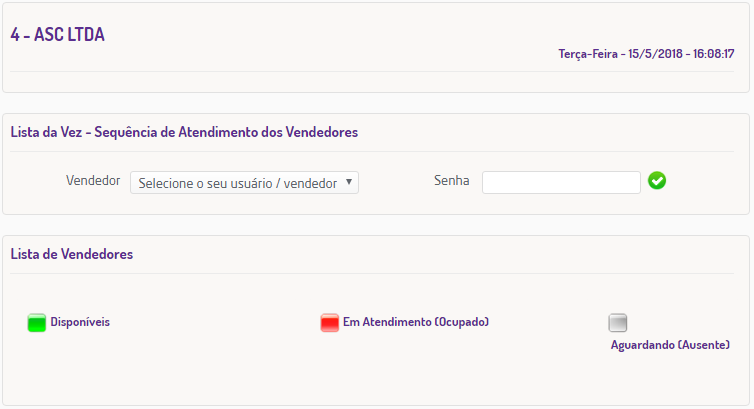 4 - ASC LTDA
Terça-Feira - 15/5/2018 - 16:08:17
Lista da Vez - Sequência de Atendimento dos Vendedores
Vendedor Selecione o seu usuário / vendedor Senha
Lista de Vendedores
Disponíveis Em Atendimento (Ocupado)
Aguardando (Ausente)